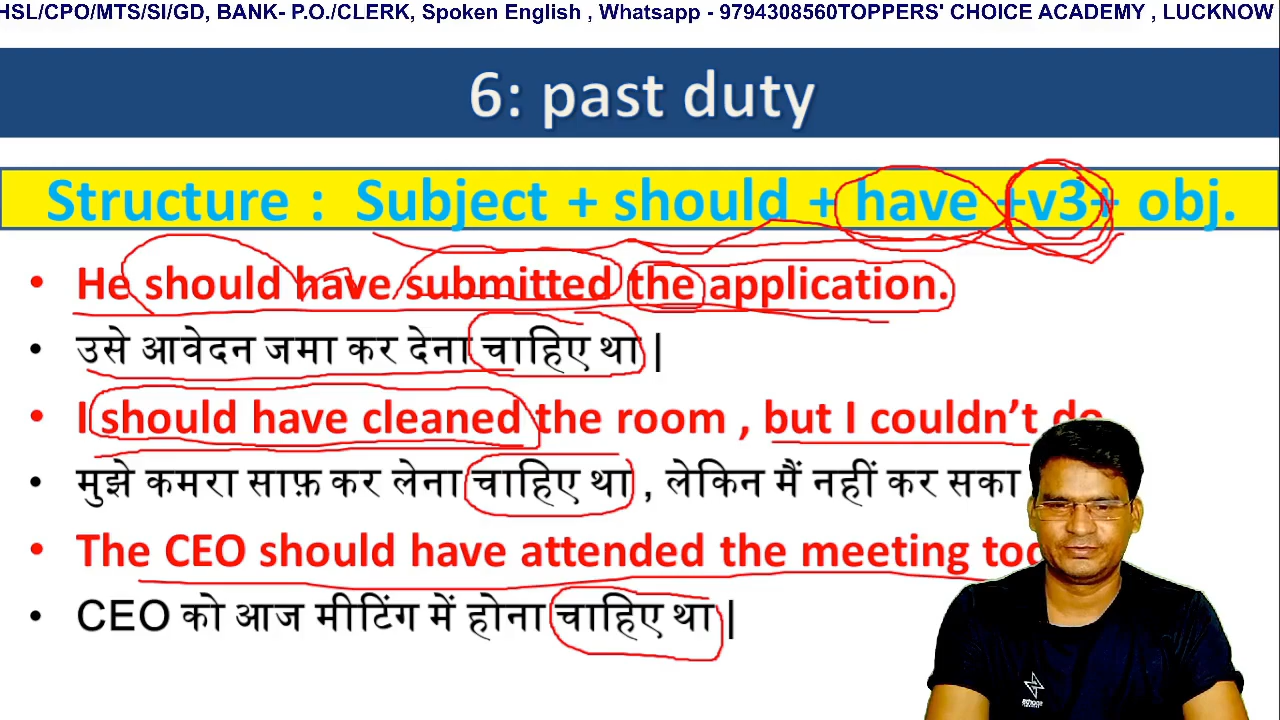 HSL/CPO/MTS/SI/GD, BANK- P.O./CLERK, Spoken English , Whatsapp - 9794308560TOPPERS' CHOICE ACADEMY , LUCKNOW
6: past duty
Structure : Subject + should + have +v3+ obj.
• He should have submitted the application.
• उसे आवेदन जमा कर देना चाहिए था |
• I should have cleaned the room , but I couldn't do
• मुझे कमरा साफ़ कर लेना चाहिए था , लेकिन मैं नहीं कर सका
• The CEO should have attended the meeting
• CEO को आज मीटिंग में होना चाहिए था |